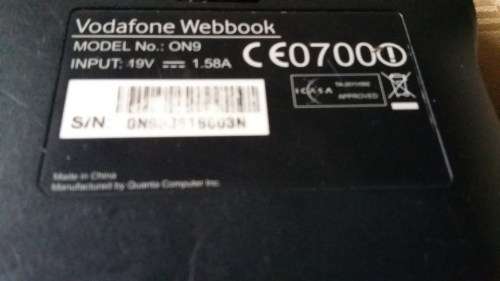 Vodafone Webbook
MODEL No.: ON9
INPUT: 19V ⎓ 1.58A
CE0700
ICASA
APPROVED
S/N
Made in China
Manufactured by Quanta Computer Inc.